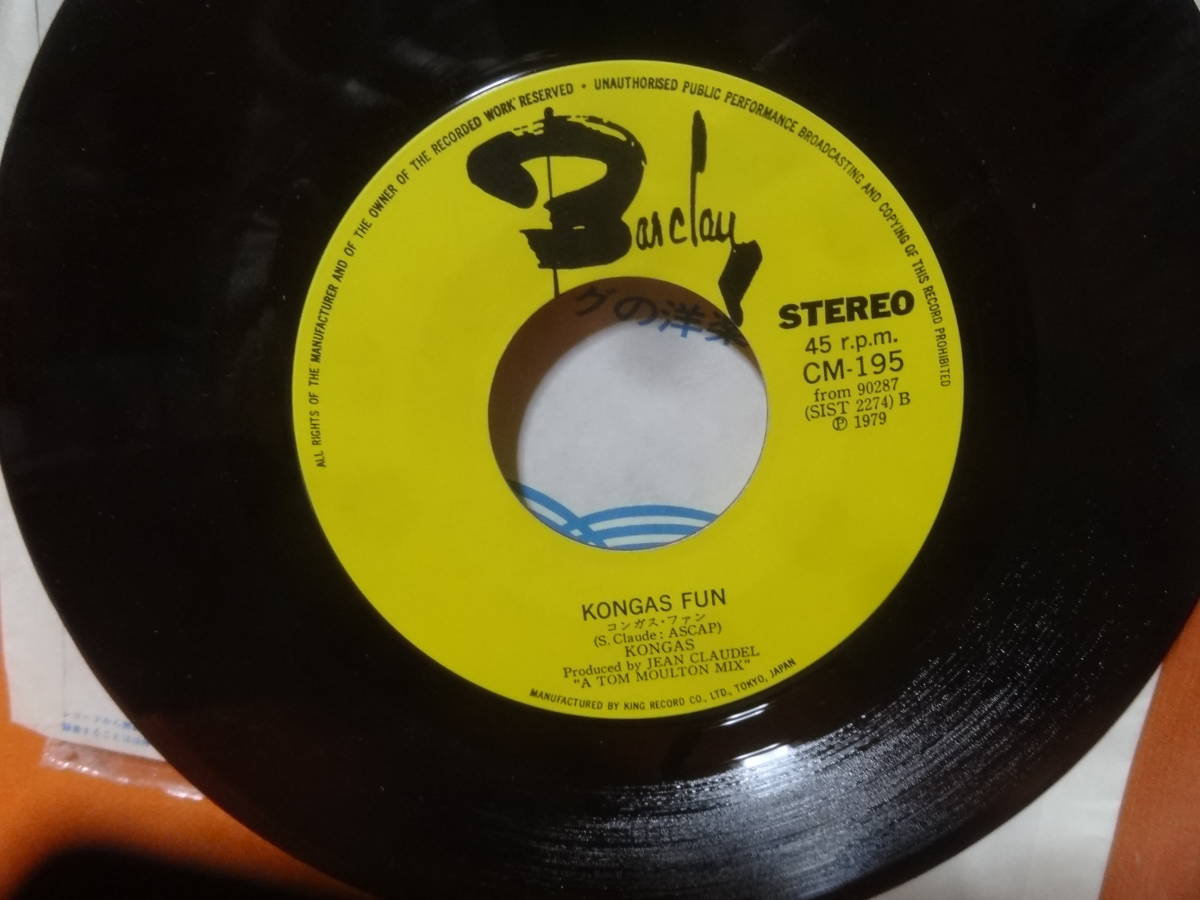 ALL RIGHTS OF THE MANUFACTURER AND OF THE OWNER OF THE RECORDED WORK RESERVED • UNAUTHORISED PUBLIC PERFORMANCE BROADCASTING AND COPYING OF THIS RECORD PROHIBITED
Barclay
グの洋楽
STEREO
45 r.p.m.
CM-195
from 90287
(SIST 2274) B
℗ 1979
KONGAS FUN
コンガス・ファン
(S. Claude: ASCAP)
KONGAS
Produced by JEAN CLAUDEL
"A TOM MOULTON MIX"
MANUFACTURED BY KING RECORD CO., LTD., TOKYO, JAPAN